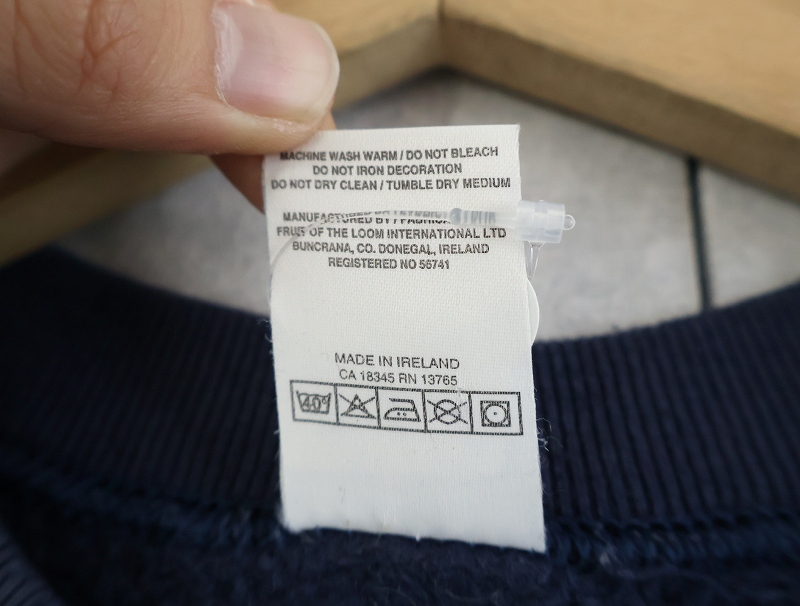 MACHINE WASH WARM / DO NOT BLEACH
DO NOT IRON DECORATION
DO NOT DRY CLEAN / TUMBLE DRY MEDIUM
MANUFACTURED BY / FABRIQUÉ
FRUIT OF THE LOOM INTERNATIONAL LTD
BUNCRANA, CO. DONEGAL, IRELAND
REGISTERED NO 56741
MADE IN IRELAND
CA 18345 RN 13765
40°